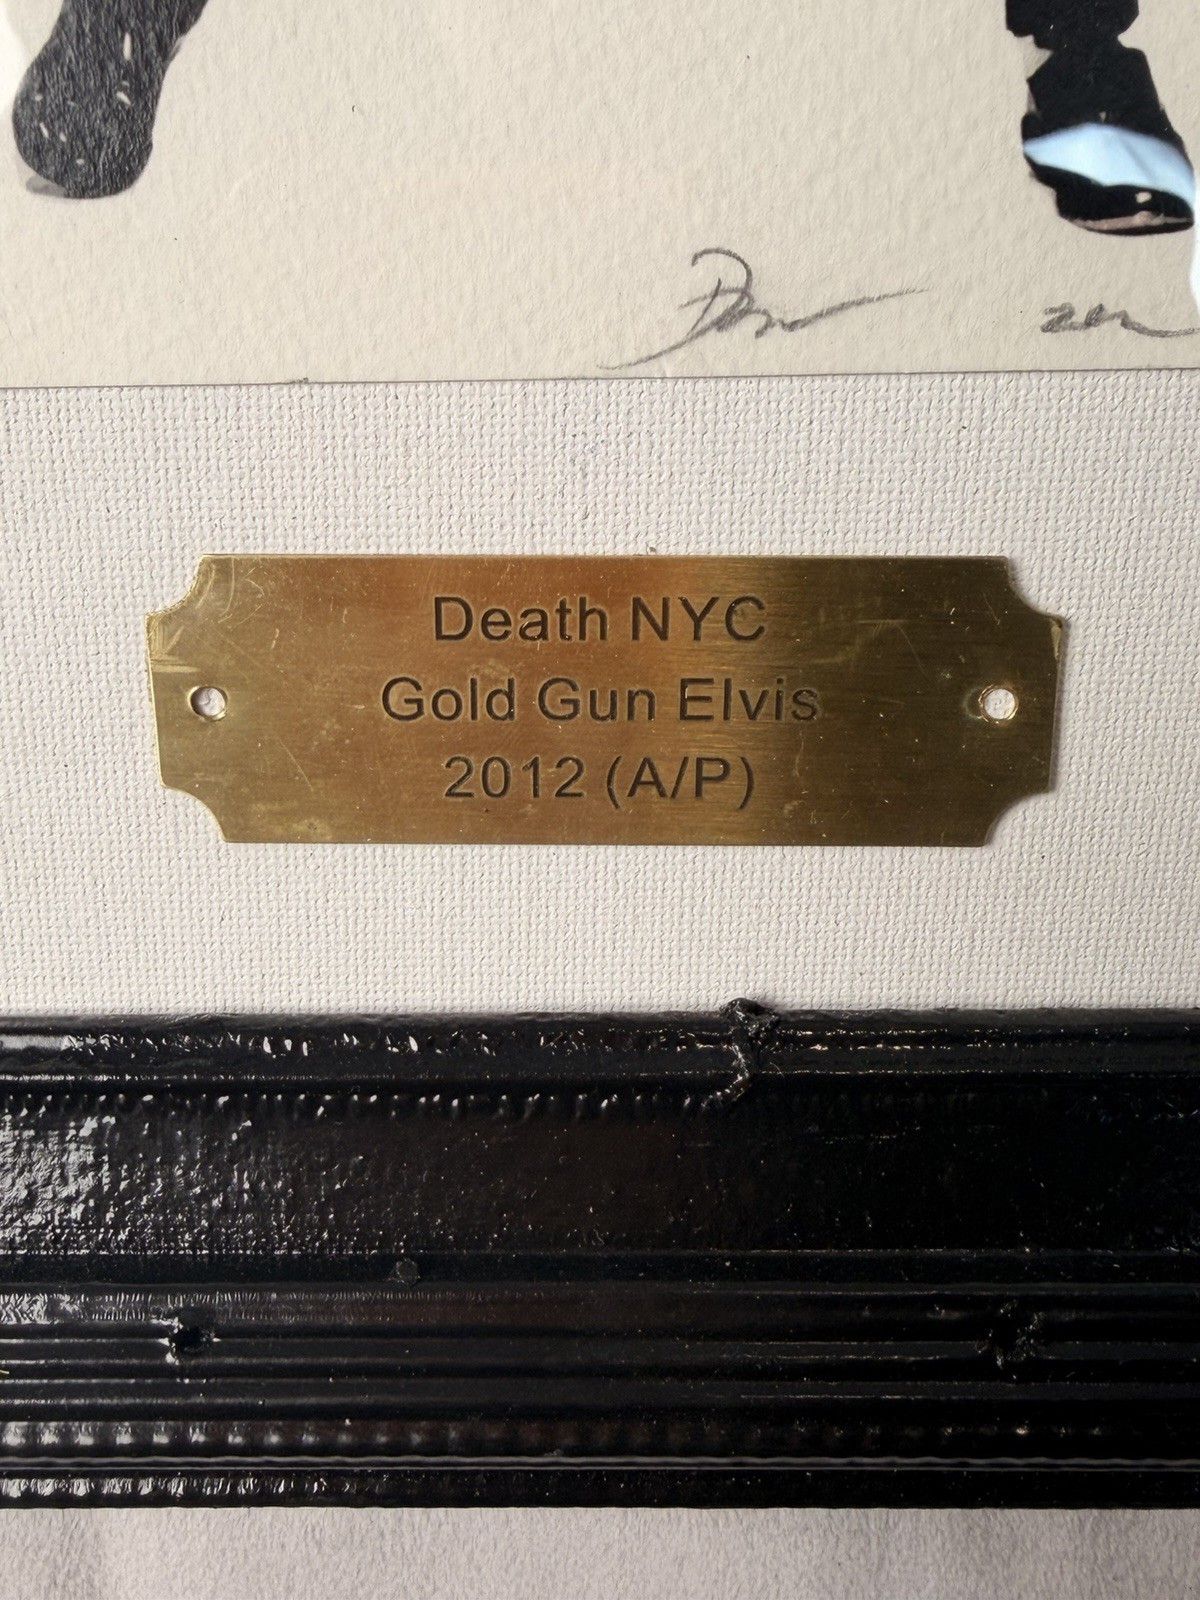 Death NYC
Gold Gun Elvis
2012 (A/P)